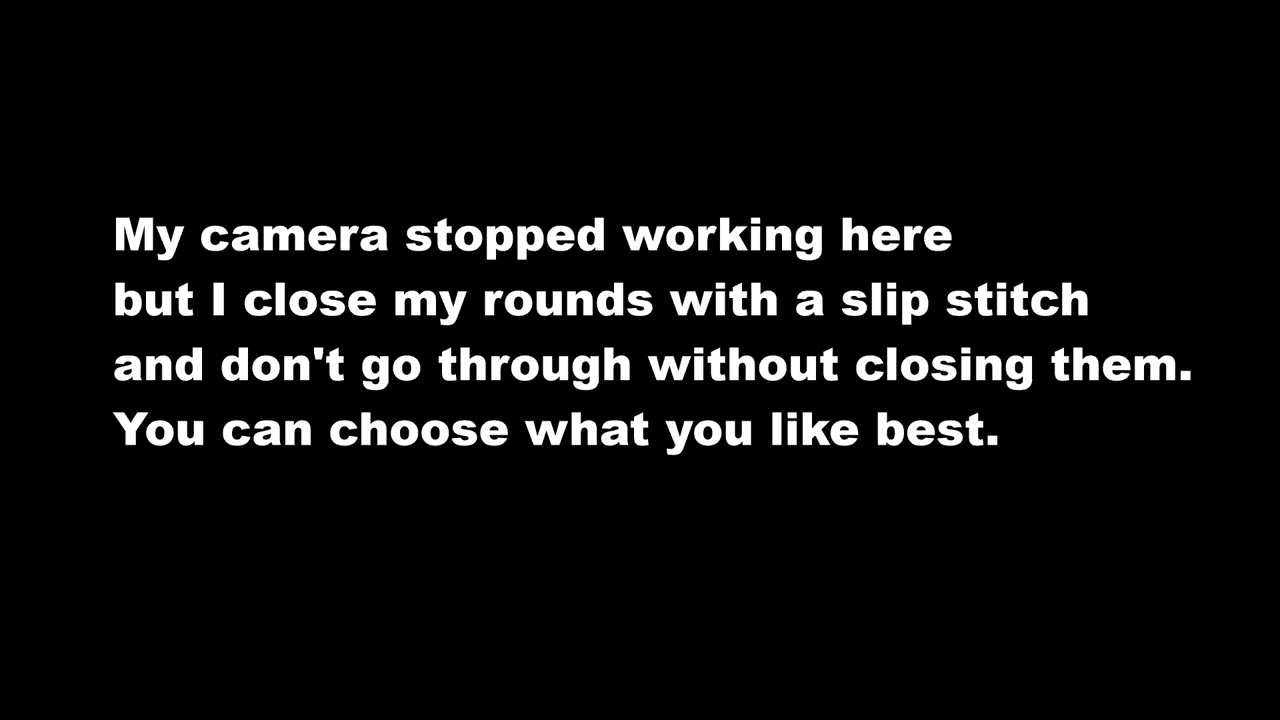 My camera stopped working here
but I close my rounds with a slip stitch
and don't go through without closing them.
You can choose what you like best.